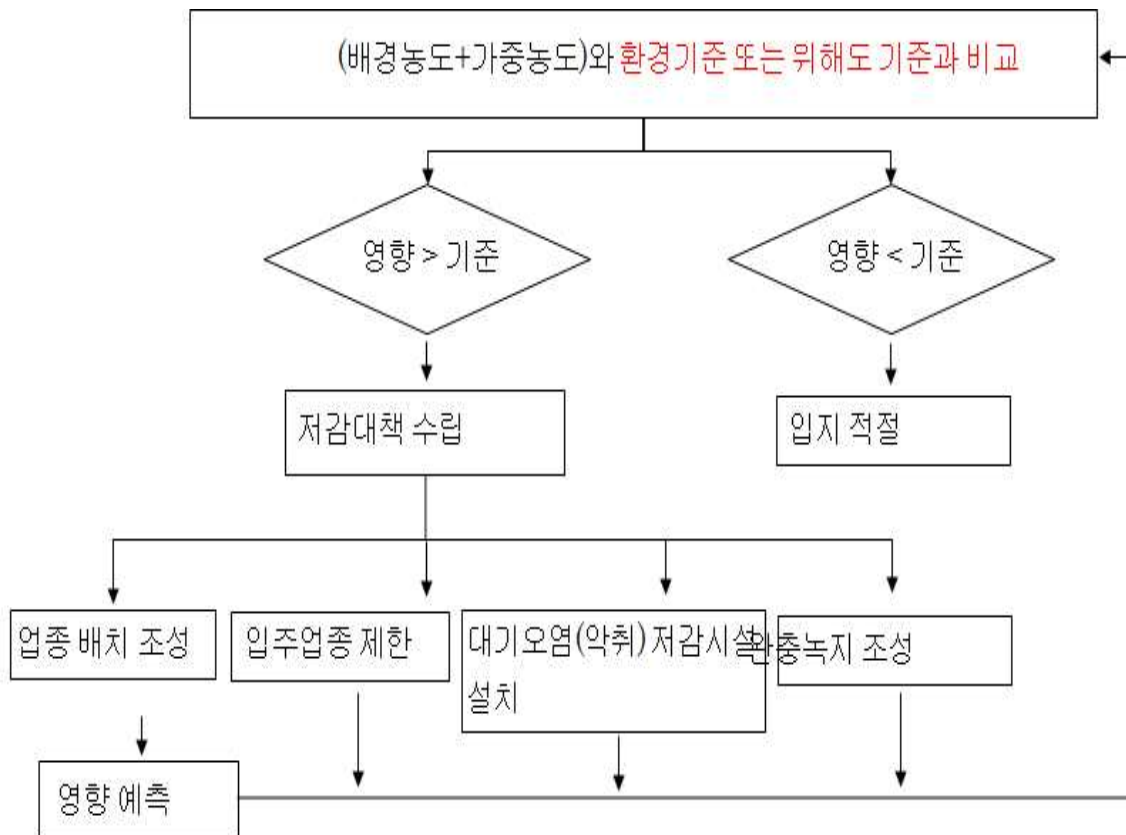 (배경농도+가중농도)와 환경기준 또는 위해도 기준과 비교
영향 > 기준
영향 < 기준
저감대책 수립
입지 적절
업종 배치 조성
입주업종 제한
대기오염(악취) 저감시설
설치
완충녹지 조성
영향 예측